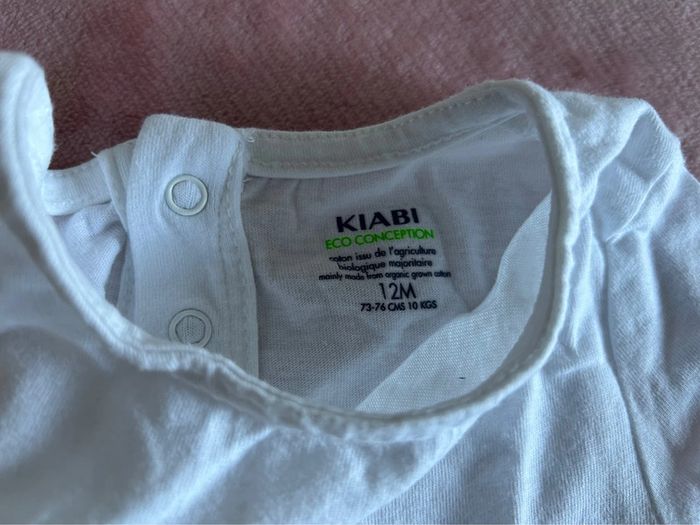 KIABI
ECO CONCEPTION
coton issu de l'agriculture
biologique majoritaire
mainly made from organic grown cotton
12M
73-76 CMS 10 KGS